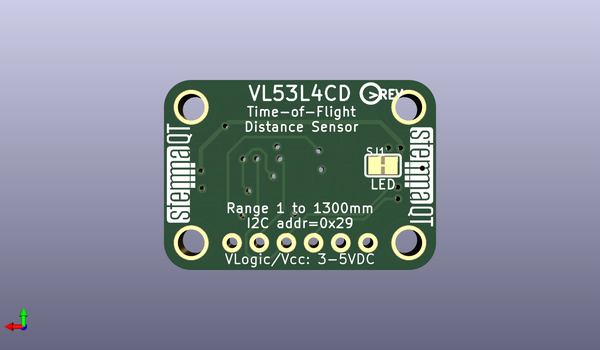 VL53L4CD
>REV
Time-of-Flight
Distance Sensor
stemmaQT
SJ1
stemmaQT
LED
Range 1 to 1300mm
I2C addr=0x29
VLogic/Vcc: 3-5VDC